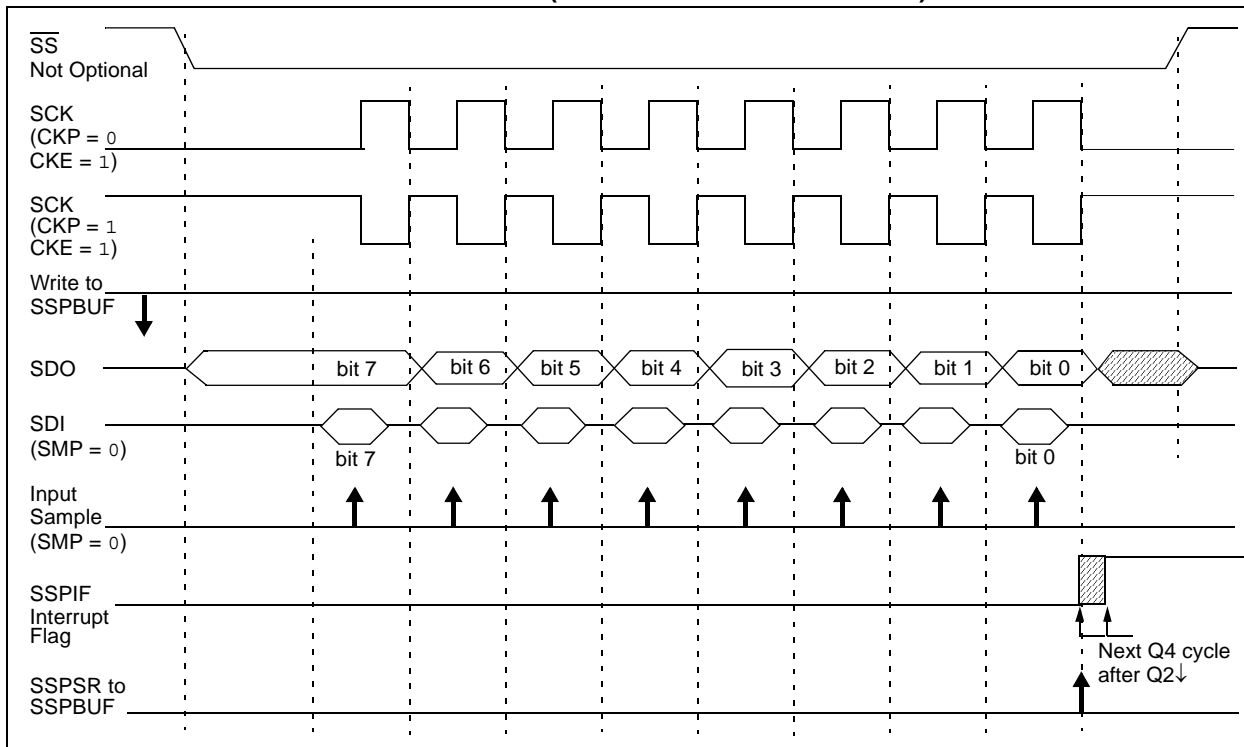 SS
Not Optional
SCK
(CKP = 0
CKE = 1)
SCK
(CKP = 1
CKE = 1)
Write to
SSPBUF
SDO
bit 7 bit 6 bit 5 bit 4 bit 3 bit 2 bit 1 bit 0
SDI
(SMP = 0)
bit 7 bit 0
Input
Sample
(SMP = 0)
SSPIF
Interrupt
Flag
Next Q4 cycle
after Q2↓
SSPSR to
SSPBUF